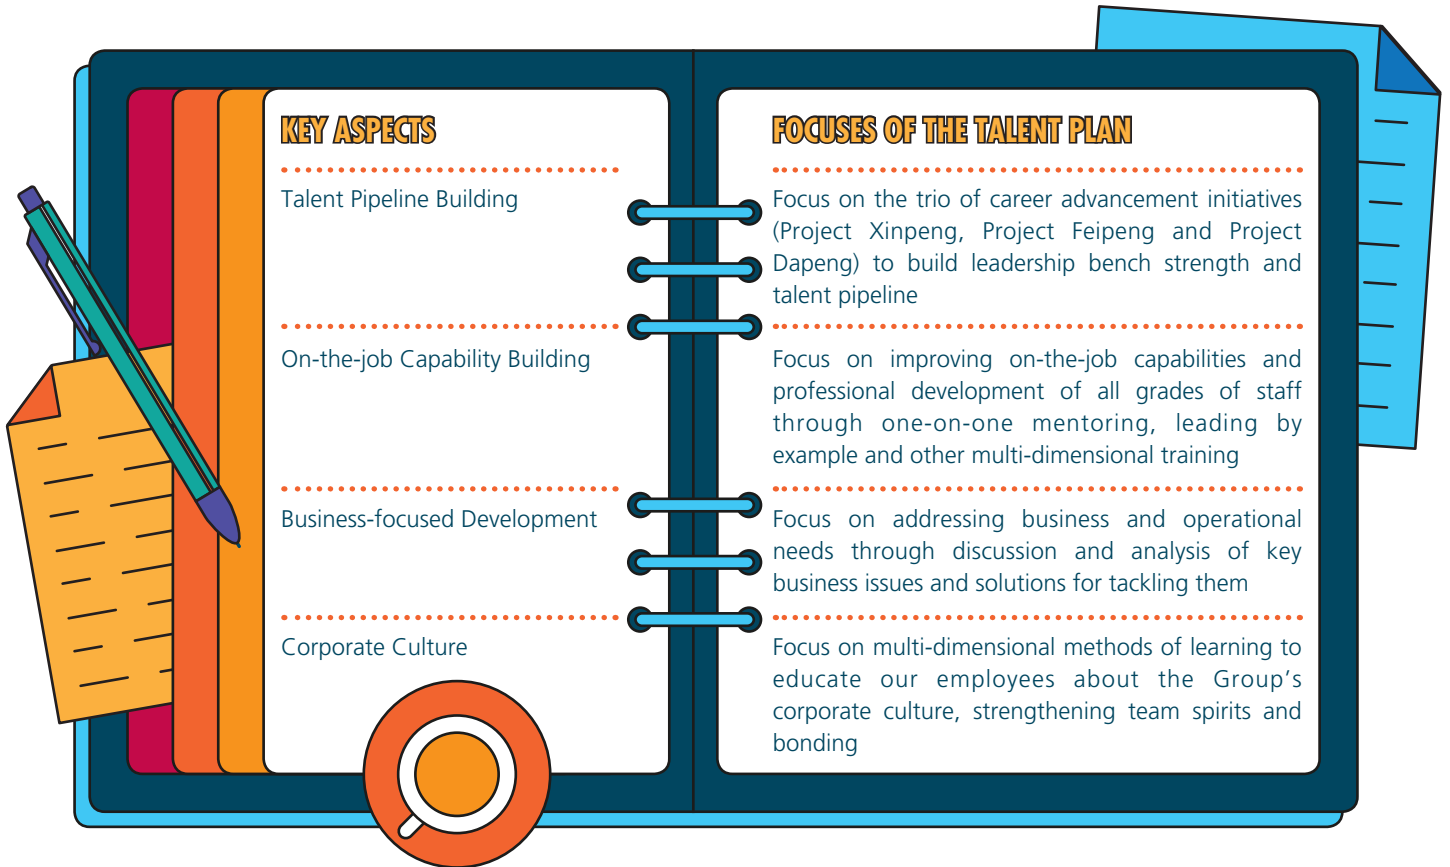 KEY ASPECTS
FOCUSES OF THE TALENT PLAN
Talent Pipeline Building
Focus on the trio of career advancement initiatives
(Project Xinpeng, Project Feipeng and Project
Dapeng) to build leadership bench strength and
talent pipeline
On-the-job Capability Building
Focus on improving on-the-job capabilities and
professional development of all grades of staff
through one-on-one mentoring, leading by
example and other multi-dimensional training
Business-focused Development
Focus on addressing business and operational
needs through discussion and analysis of key
business issues and solutions for tackling them
Corporate Culture
Focus on multi-dimensional methods of learning to
educate our employees about the Group’s
corporate culture, strengthening team spirits and
bonding